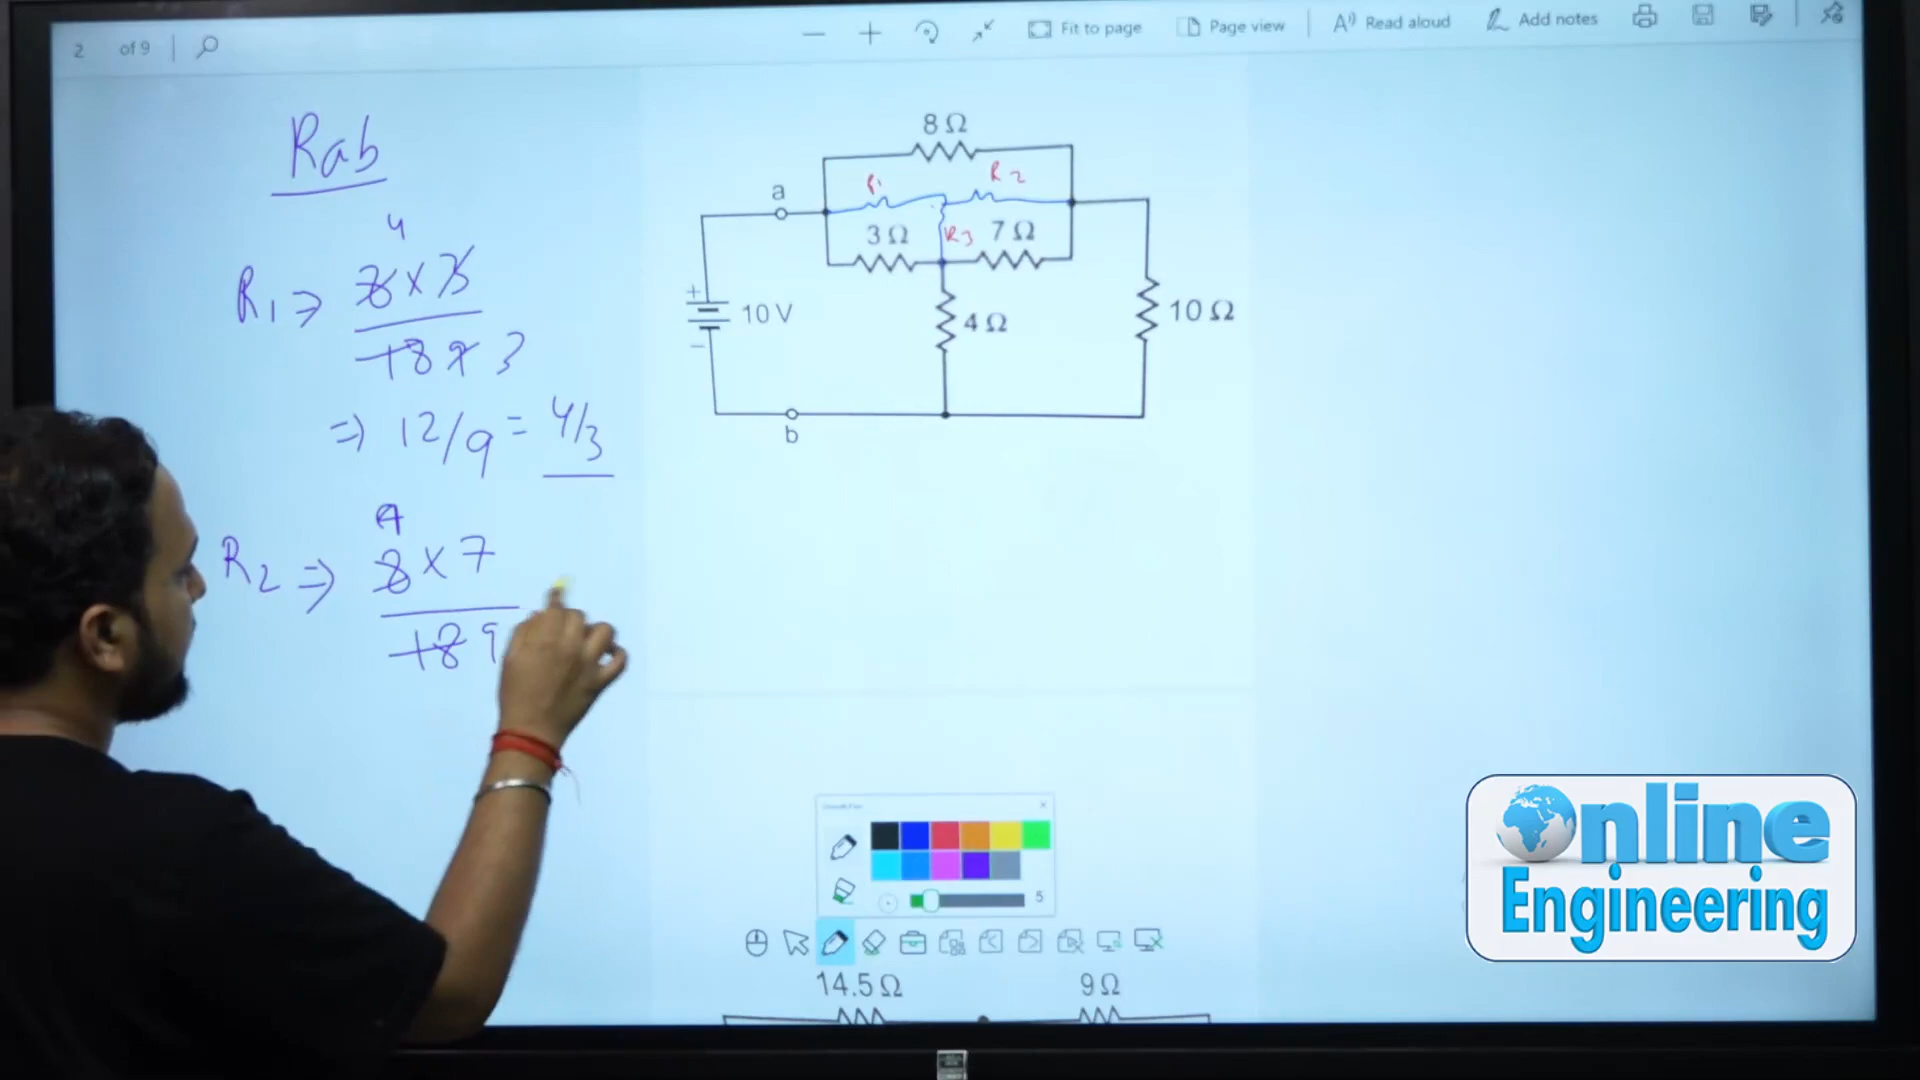 2 of 9
Fit to page
Page view
Read aloud
Add notes
Rab
4
R1 ⇒ 8 × 3
18 9 3
⇒ 12/9 = 4/3
4
R2 ⇒ 8 × 7
18 9
8 Ω
a
R1
R2
3 Ω
R3
7 Ω
+
10 V
−
4 Ω
10 Ω
b
5
14.5 Ω
9 Ω
Online
Engineering